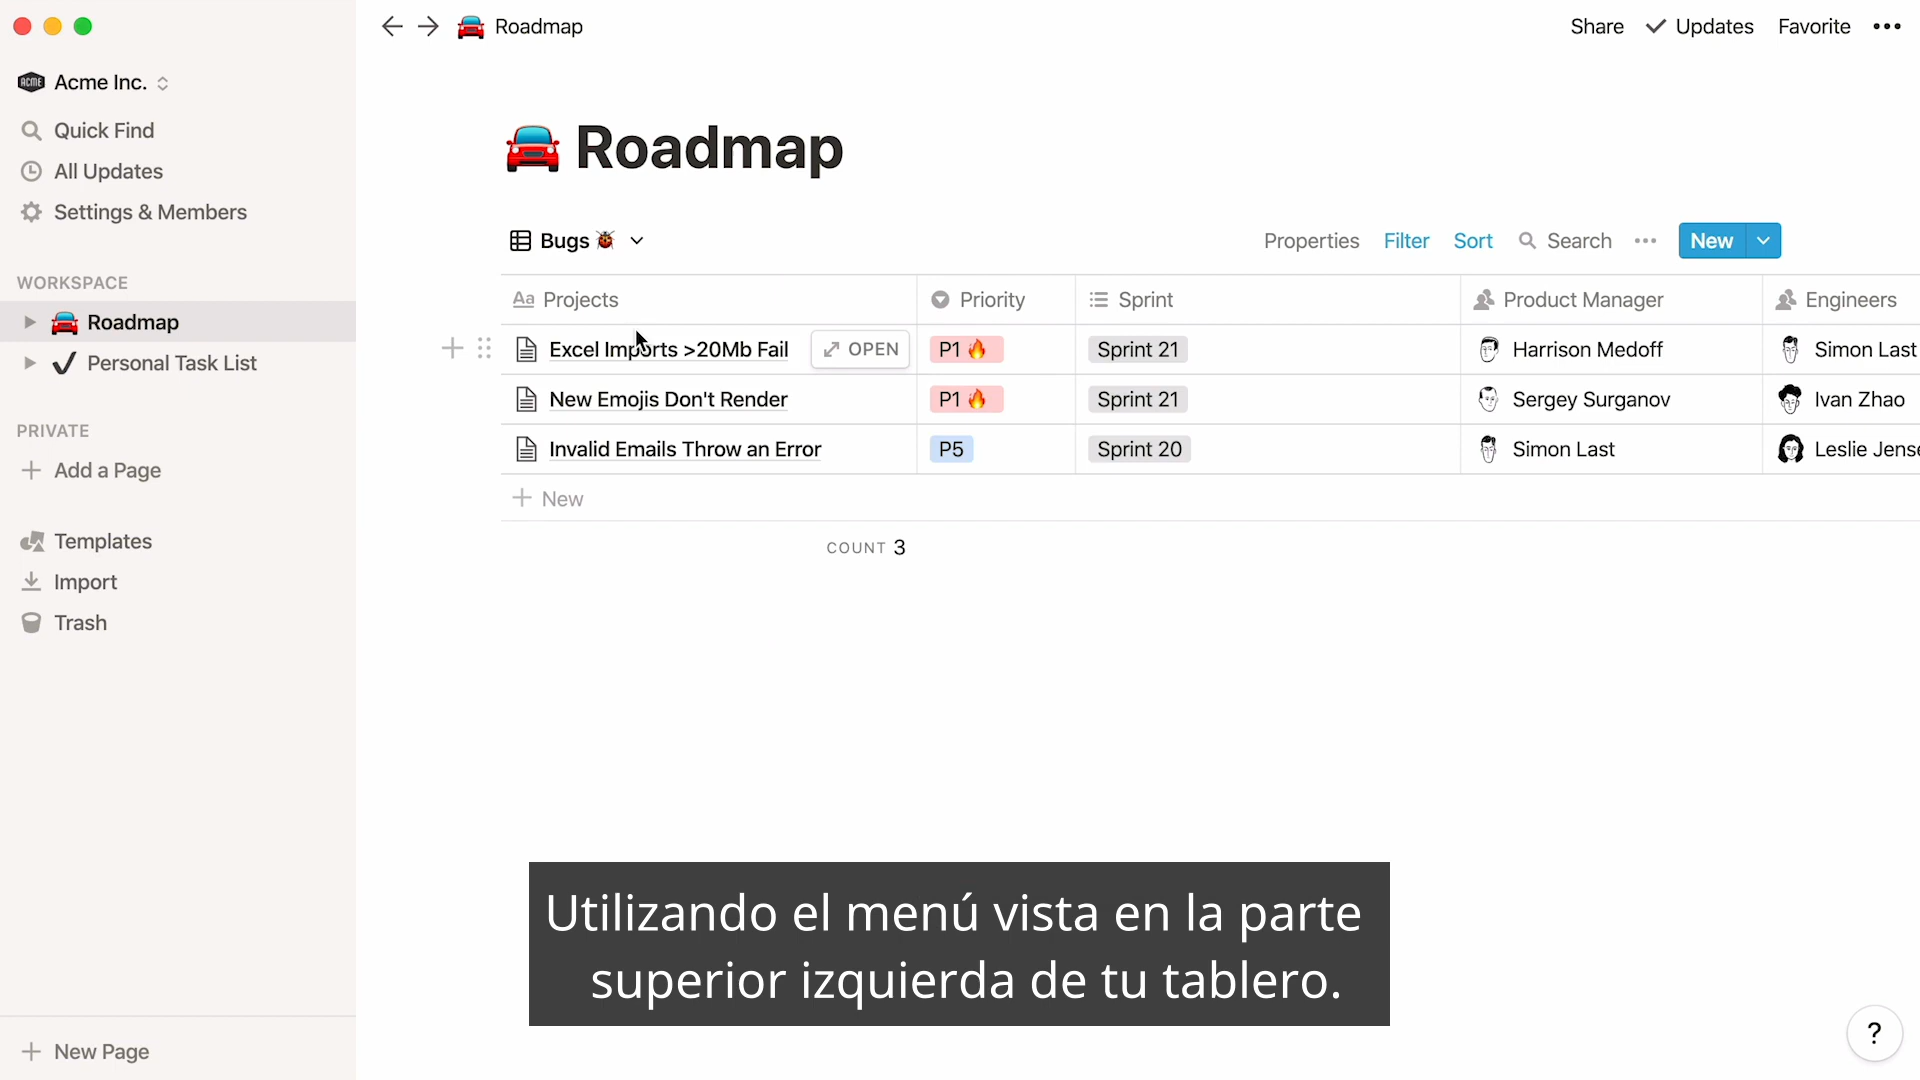 Roadmap
Share
Updates
Favorite
ACME
Acme Inc.
Quick Find
All Updates
Settings & Members
WORKSPACE
Roadmap
Personal Task List
PRIVATE
Add a Page
Templates
Import
Trash
New Page
Roadmap
Bugs
Properties
Filter
Sort
Search
New
Aa Projects
Priority
Sprint
Product Manager
Engineers
Excel Imports >20Mb Fail
OPEN
P1
Sprint 21
Harrison Medoff
Simon Last
New Emojis Don't Render
P1
Sprint 21
Sergey Surganov
Ivan Zhao
Invalid Emails Throw an Error
P5
Sprint 20
Simon Last
Leslie Jense
New
COUNT 3
Utilizando el menú vista en la parte
superior izquierda de tu tablero.
?